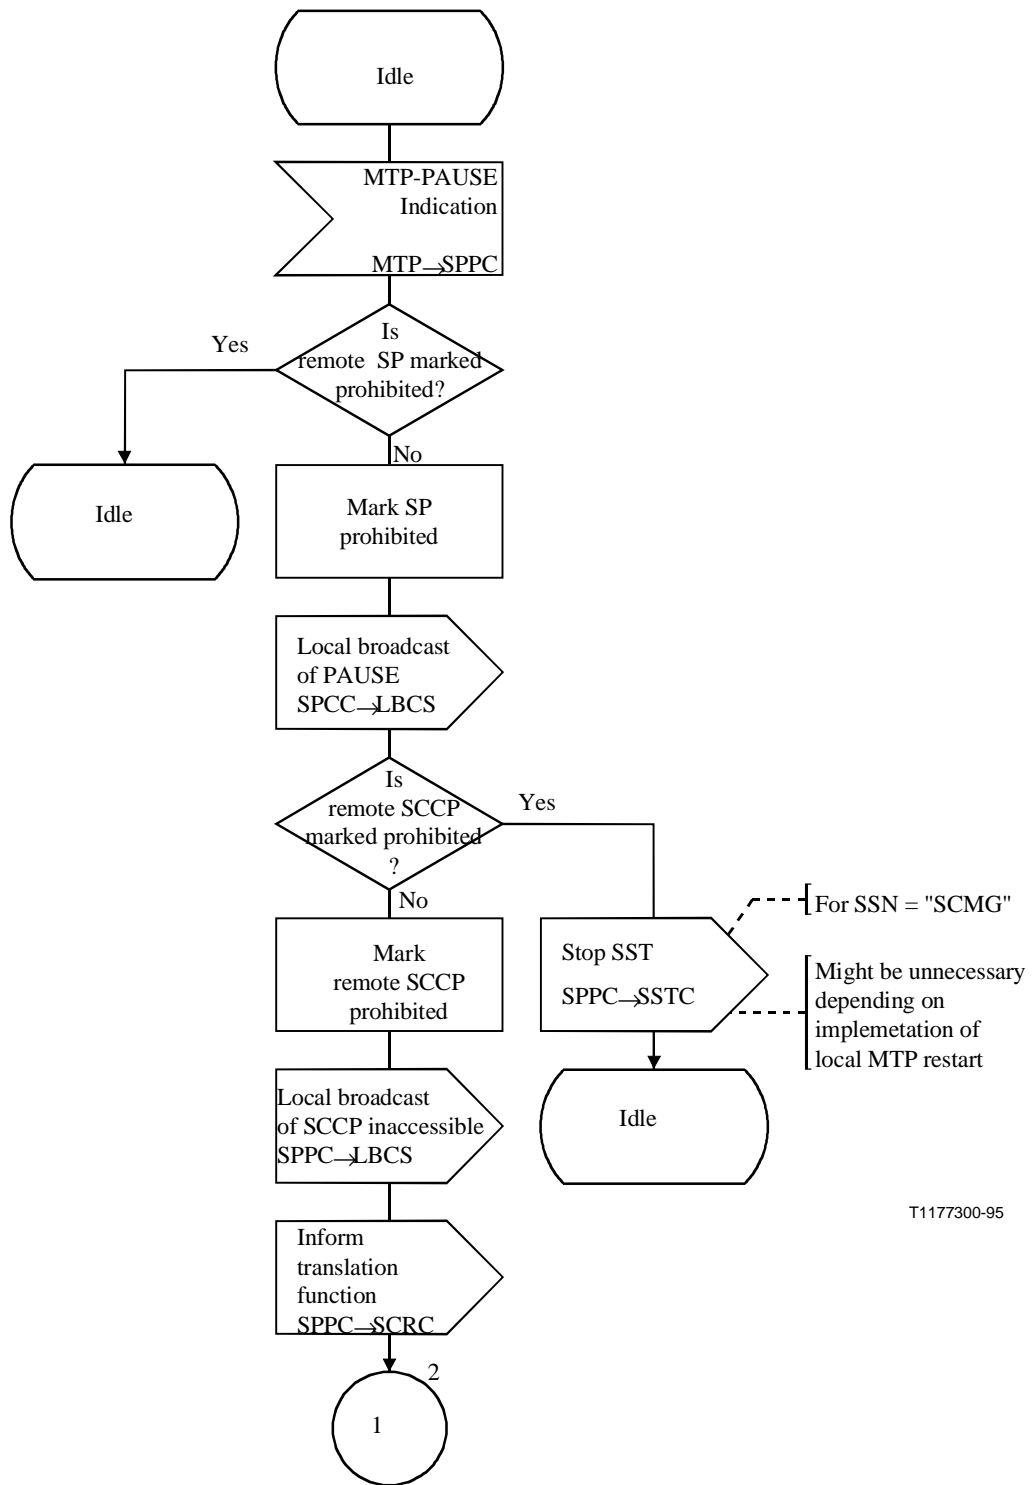 Idle
MTP-PAUSE
Indication
MTP→SPPC
Is
remote SP marked
prohibited?
Yes
No
Idle
Mark SP
prohibited
Local broadcast
of PAUSE
SPCC→LBCS
Is
remote SCCP
marked prohibited
?
Yes
No
For SSN = "SCMG"
Stop SST
SPPC→SSTC
Might be unnecessary
depending on
implemetation of
local MTP restart
Mark
remote SCCP
prohibited
Local broadcast
of SCCP inaccessible
SPPC→LBCS
Idle
T1177300-95
Inform
translation
function
SPPC→SCRC
2
1